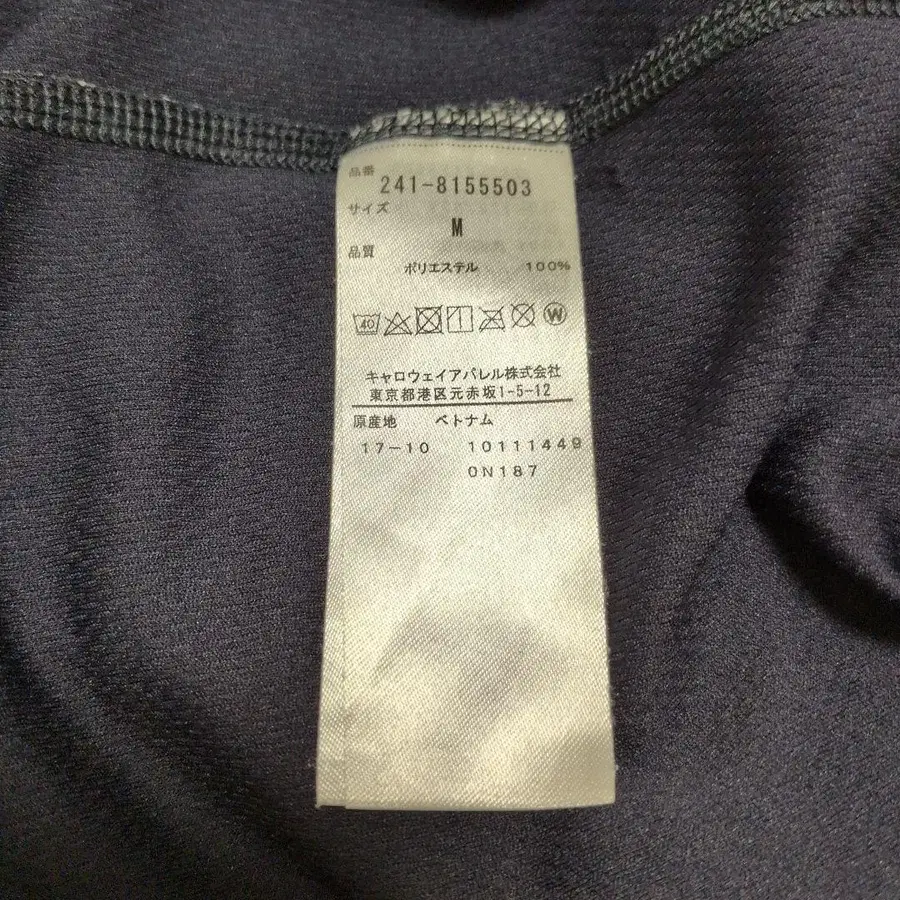 品番
241-8155503
サイズ
M
品質
ポリエステル 100%
40 W
キャロウェイアパレル株式会社
東京都港区元赤坂1-5-12
原産地 ベトナム
17-10 10111449
0N187